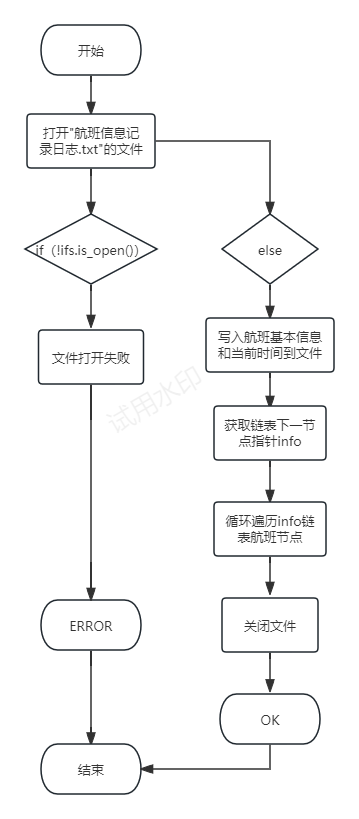 开始
打开"航班信息记
录日志.txt"的文件
if（!ifs.is_open()）
else
文件打开失败
写入航班基本信息
和当前时间到文件
试用水印
获取链表下一节
点指针info
循环遍历info链
表航班节点
关闭文件
ERROR
OK
结束